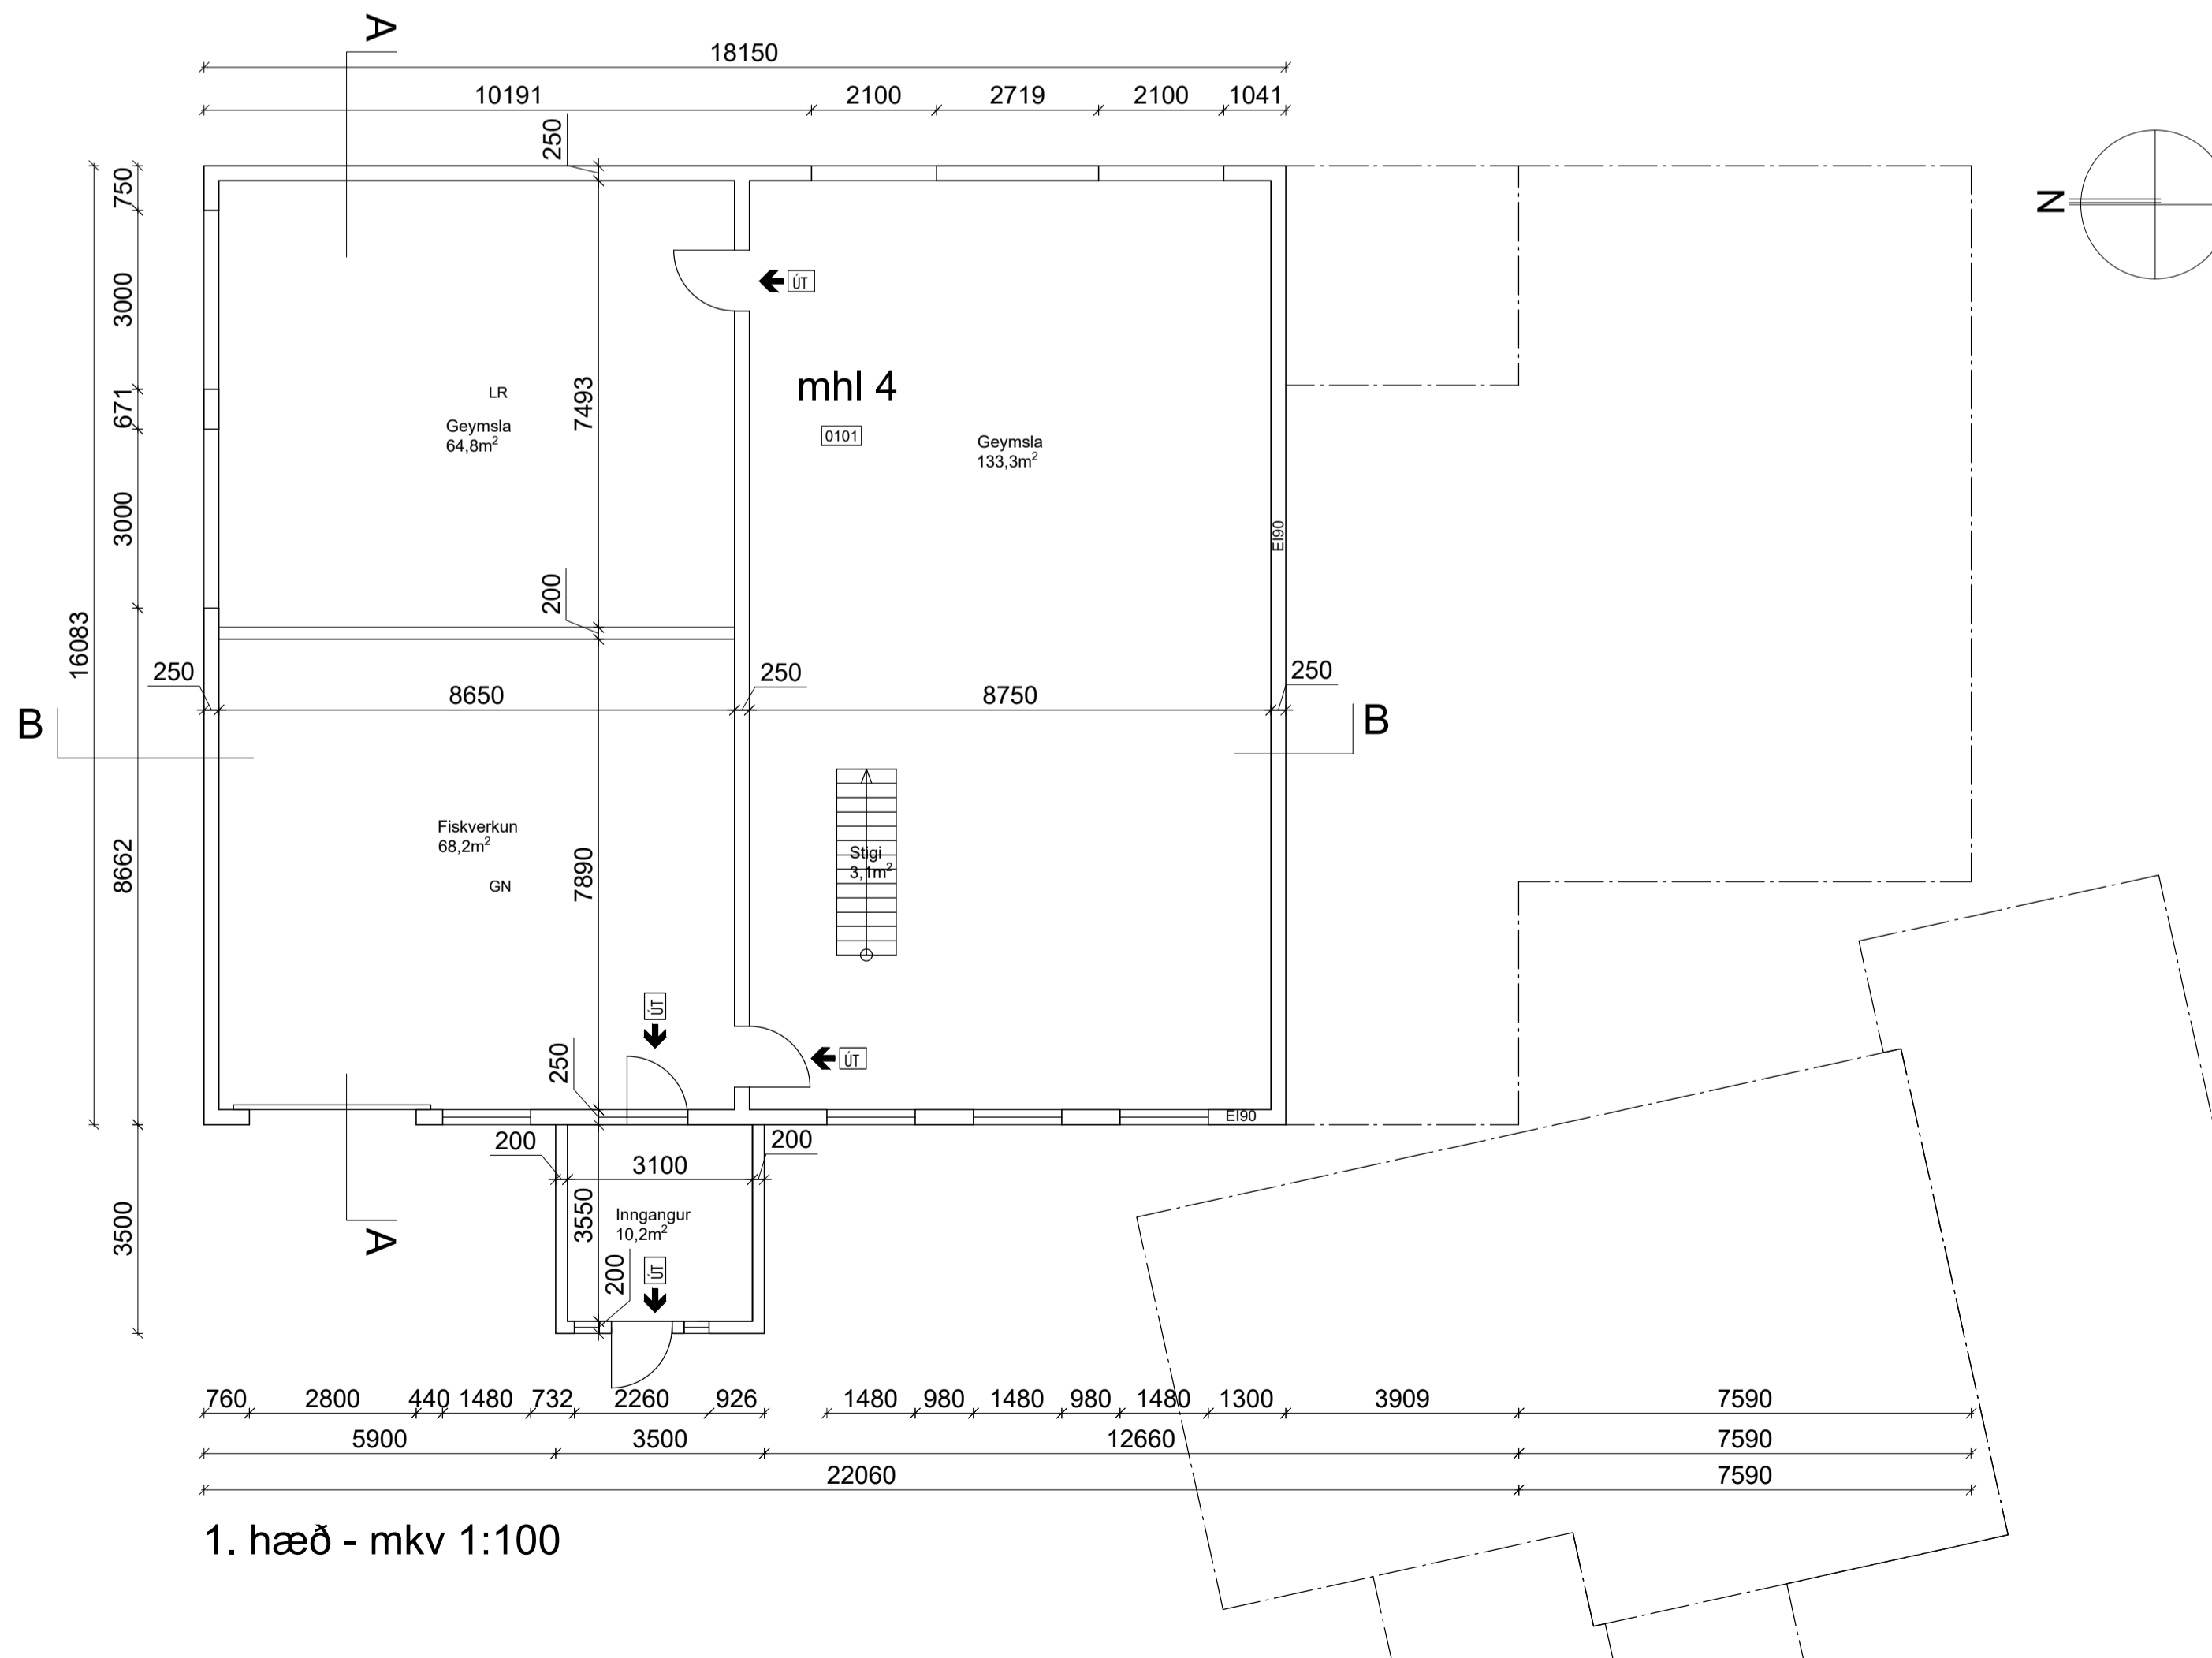 A
18150
10191 2100 2719 2100 1041
250
750
N
3000
ÚT
mhl 4
7493
671
LR
Geymsla
64,8m²
0101
Geymsla
133,3m²
3000
EI90
200
16083
250
8650
250
8750
250
B
B
Fiskverkun
68,2m²
8662
7890
Stigi
3,1m²
GN
ÚT
250
ÚT
EI90
200
3100
200
3500
A
3550
Inngangur
10,2m²
200
ÚT
760 2800 440 1480 732 2260 926 1480 980 1480 980 1480 1300 3909 7590
5900 3500 12660 7590
22060 7590
1. hæð - mkv 1:100